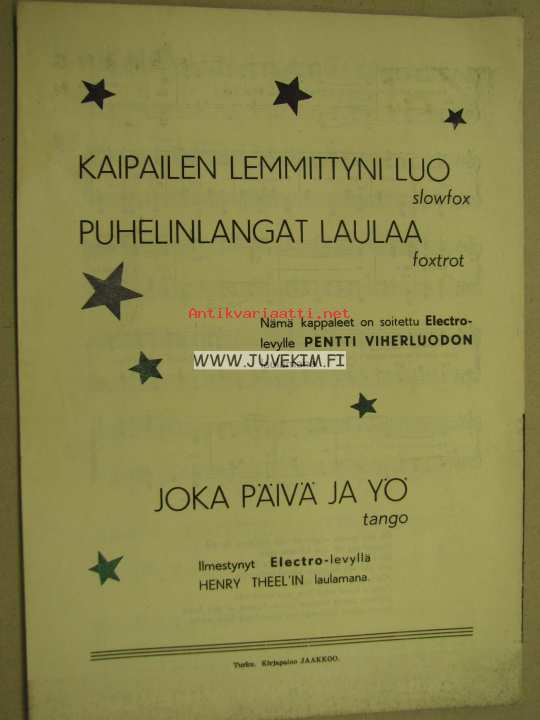 KAIPAILEN LEMMITTYNI LUO
slowfox
PUHELINLANGAT LAULAA
foxtrot
Antikvariaatti.net
Nämä kappaleet on soitettu Electro-
levylle PENTTI VIHERLUODON
WWW.JUVEKIM.FI
JOKA PÄIVÄ JA YÖ
tango
Ilmestynyt Electro-levyllä
HENRY THEEL'IN laulamana.
Turku. Kirjapaino JAAKKOO.